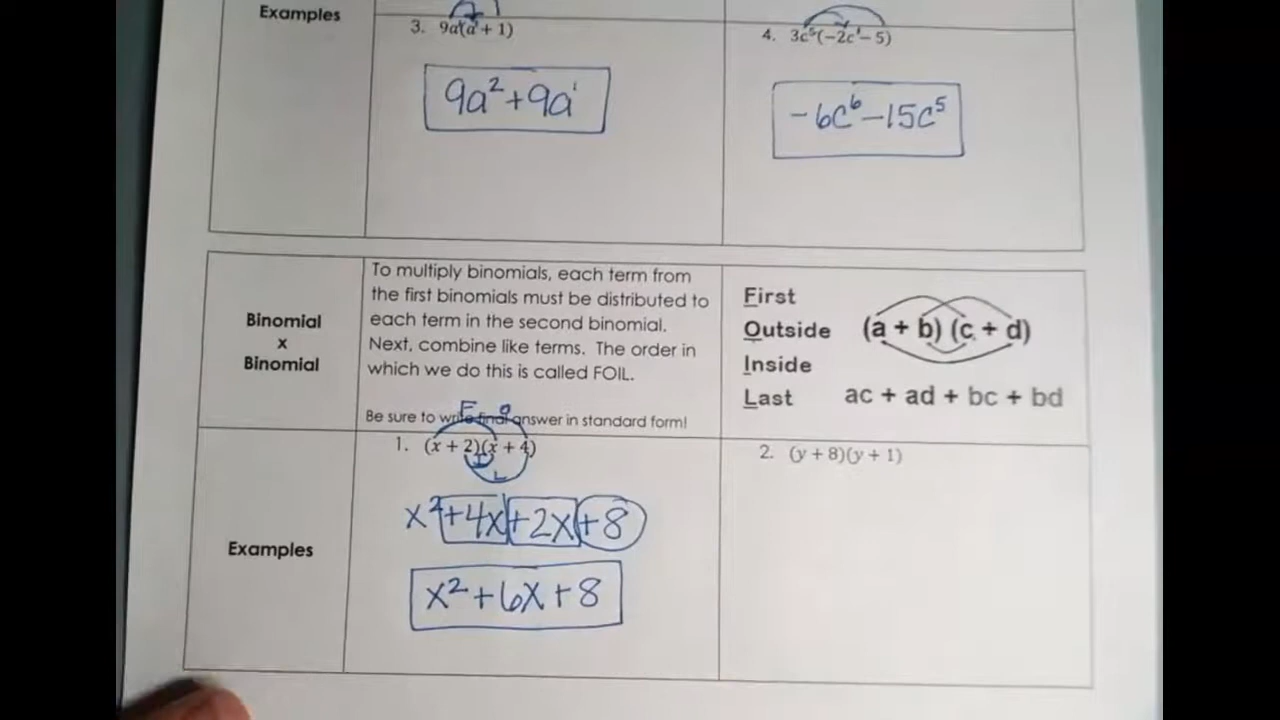 Examples
3. 9a(a¹ + 1)
4. 3c⁵(−2c¹ − 5)
9a² + 9a¹
−6c⁶ − 15c⁵
Binomial
x
Binomial
To multiply binomials, each term from
the first binomials must be distributed to
each term in the second binomial.
Next, combine like terms. The order in
which we do this is called FOIL.
Be sure to write final answer in standard form!
First
Outside
Inside
Last
(a + b) (c + d)
ac + ad + bc + bd
Examples
F O
1. (x + 2)(x + 4)
I
L
x² + 4x + 2x + 8
x² + 6x + 8
2. (y + 8)(y + 1)